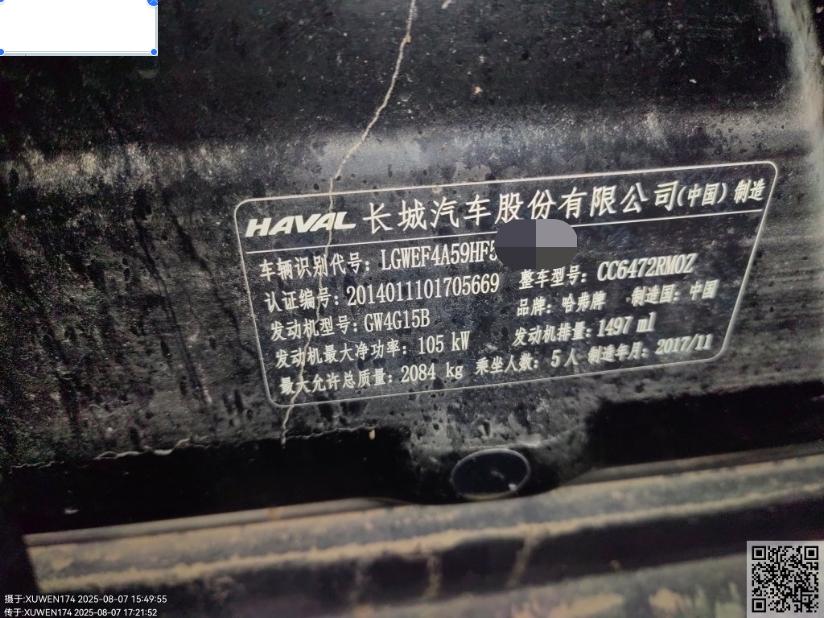 HAVAL 长城汽车股份有限公司(中国) 制造
车辆识别代号: LGWEF4A59HF5
整车型号: CC6472RM0Z
认证编号: 2014011101705669
品牌: 哈弗牌 制造国: 中国
发动机型号: GW4G15B
发动机排量: 1497 ml
发动机最大净功率: 105 kW
乘坐人数: 5人 制造年月: 2017/11
最大允许总质量: 2084 kg
摄于:XUWEN174 2025-08-07 15:49:55
传于:XUWEN174 2025-08-07 17:21:52